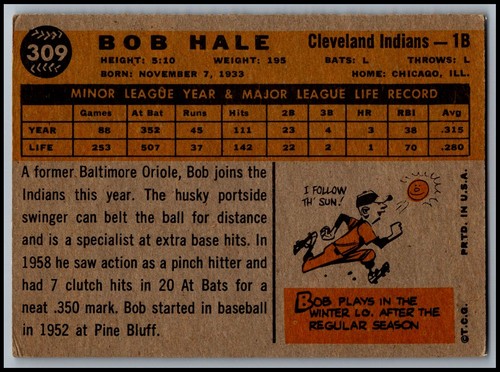 309
BOB HALE
Cleveland Indians — 1B
HEIGHT: 5:10 WEIGHT: 195 BATS: L THROWS: L
BORN: NOVEMBER 7, 1933 HOME: CHICAGO, ILL.
MINOR LEAGUE YEAR & MAJOR LEAGUE LIFE RECORD
Games At Bat Runs Hits 2B 3B HR RBI Avg
YEAR 88 352 45 111 23 4 3 38 .315
LIFE 253 507 37 142 22 2 1 70 .280
A former Baltimore Oriole, Bob joins the
Indians this year. The husky portside
swinger can belt the ball for distance
and is a specialist at extra base hits. In
1958 he saw action as a pinch hitter and
had 7 clutch hits in 20 At Bats for a
neat .350 mark. Bob started in baseball
in 1952 at Pine Bluff.
I FOLLOW
TH' SUN!
BOB PLAYS IN THE
WINTER LG. AFTER THE
REGULAR SEASON
©T.C.G. PRTD. IN U.S.A.